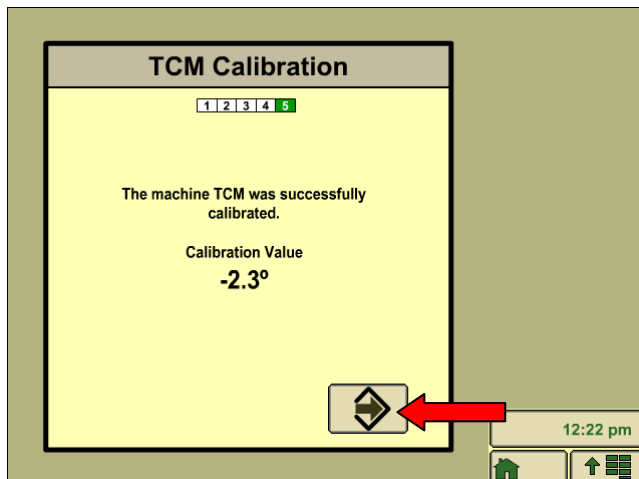 TCM Calibration
1 2 3 4 5
The machine TCM was successfully
calibrated.
Calibration Value
-2.3º
12:22 pm